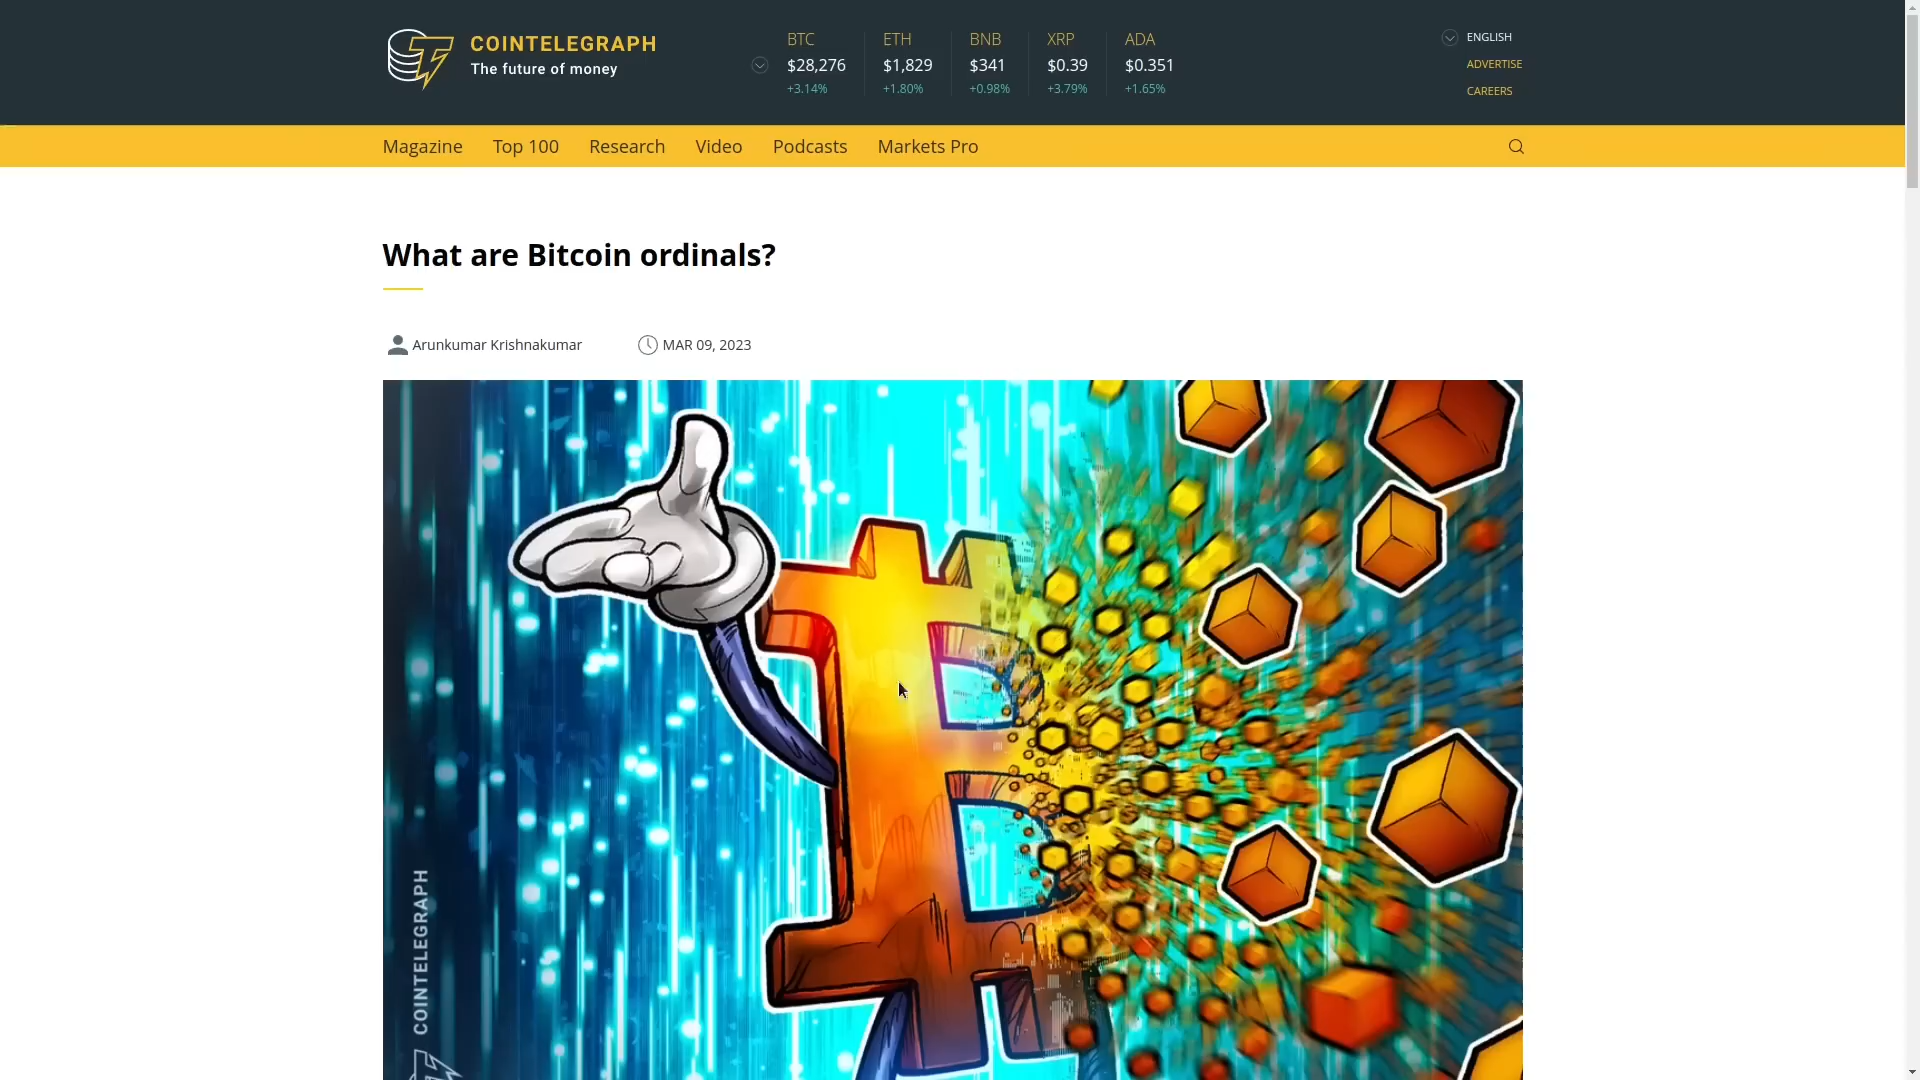 COINTELEGRAPH
The future of money
BTC
$28,276
+3.14%
ETH
$1,829
+1.80%
BNB
$341
+0.98%
XRP
$0.39
+3.79%
ADA
$0.351
+1.65%
ENGLISH
ADVERTISE
CAREERS
Magazine Top 100 Research Video Podcasts Markets Pro
What are Bitcoin ordinals?
Arunkumar Krishnakumar MAR 09, 2023
COINTELEGRAPH